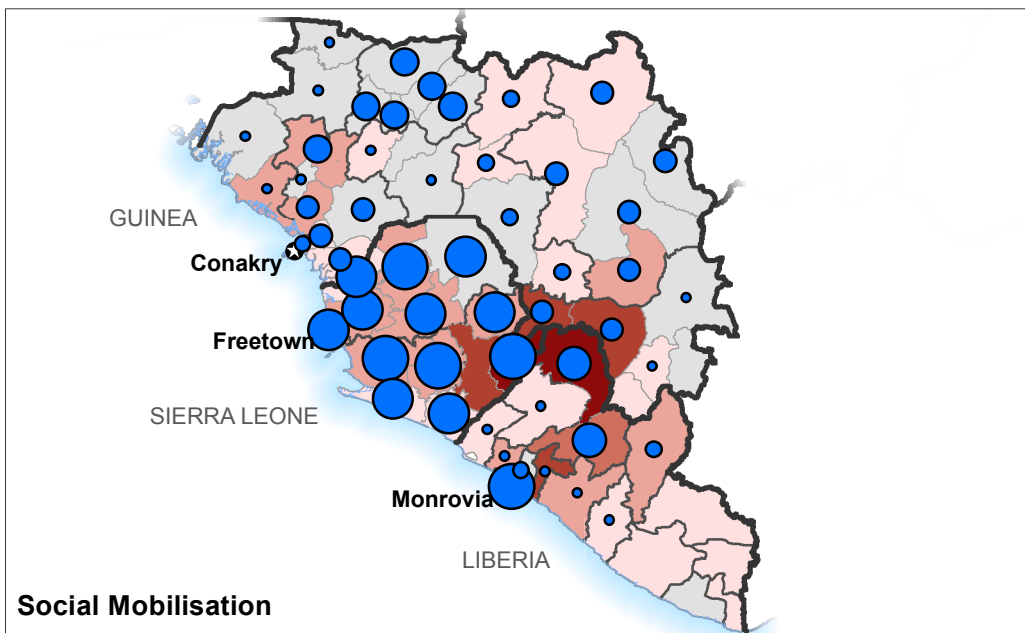 GUINEA
Conakry
Freetown
SIERRA LEONE
Monrovia
LIBERIA
Social Mobilisation